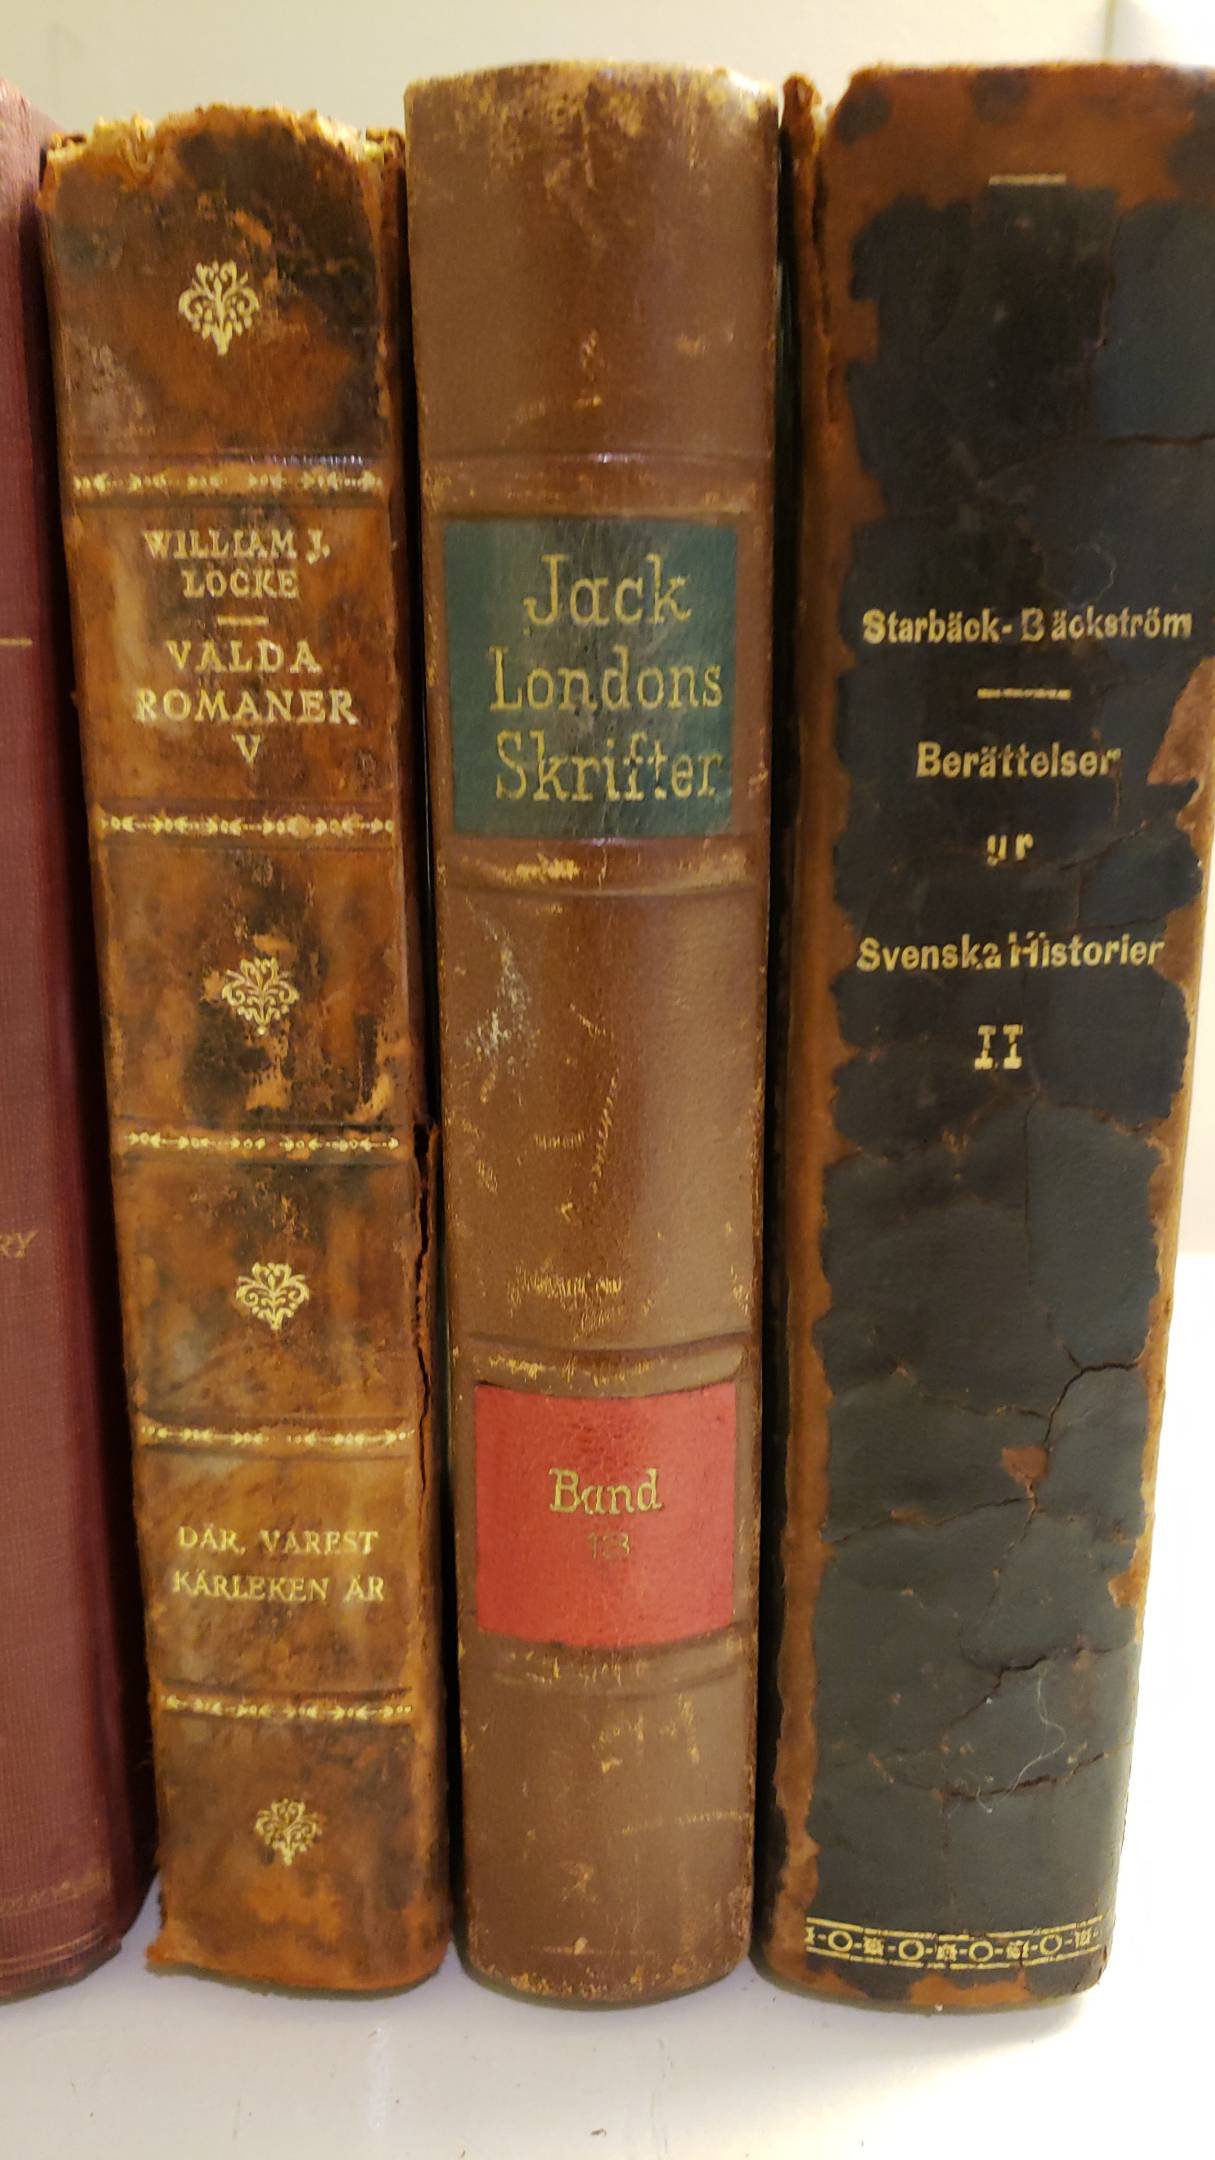 RY
WILLIAM J.
LOCKE
VALDA
ROMANER
V
DÄR, VAREST
KÄRLEKEN ÄR
Jack
Londons
Skrifter
Band
Starbäck-Bäckström
Berättelser
ur
Svenska Historier
II